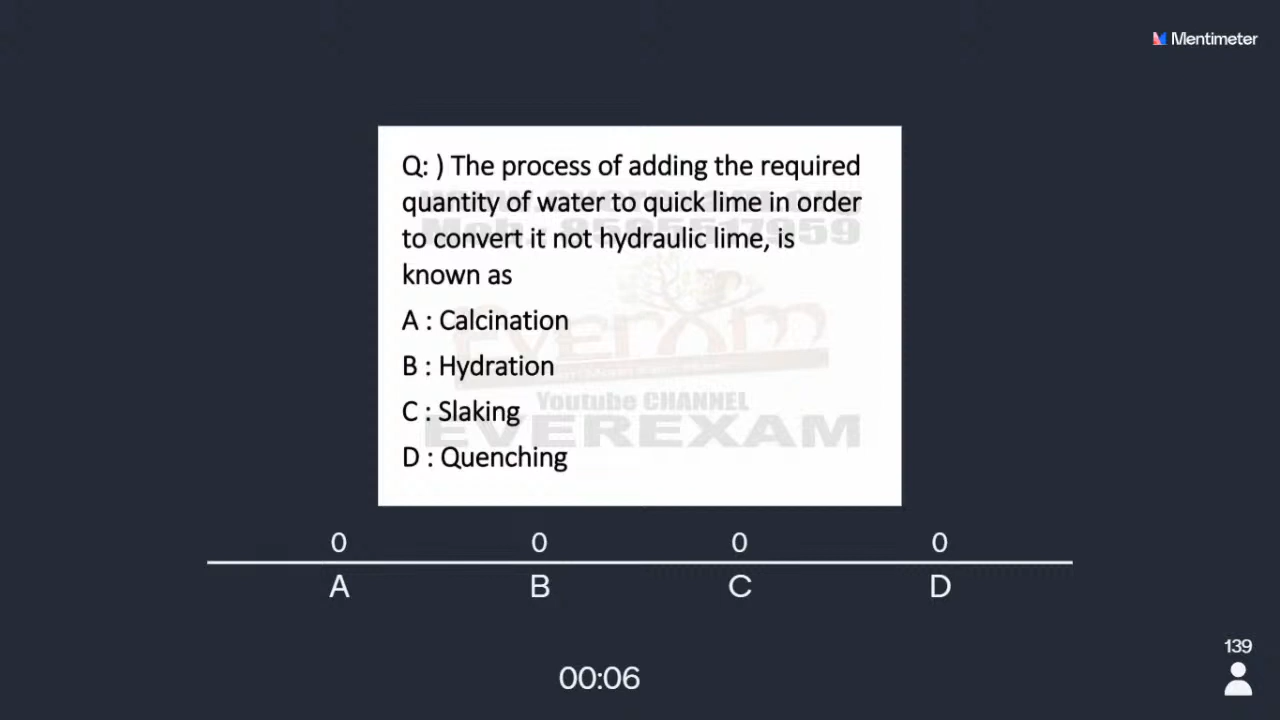 Mentimeter
Q: ) The process of adding the required
quantity of water to quick lime in order
to convert it not hydraulic lime, is
known as
A : Calcination
B : Hydration
C : Slaking
D : Quenching
Youtube CHANNEL
EVEREXAM
0 0 0 0
A B C D
00:06
139